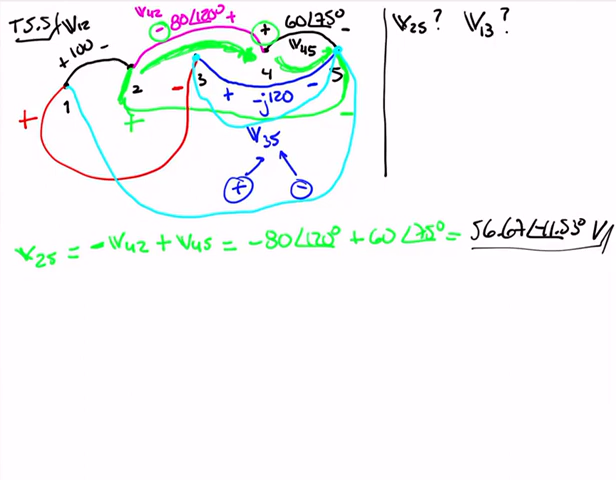 T5.5 / V12
V42
- 80∠120° +
+
60∠75° -
V25 ? V13 ?
+ 100 -
- V45
1 2 3 4 5
+ - + -j120 - + -
V35
+ -
V25 = -V42 + V45 = -80∠120° + 60∠75° = 56.67∠-11.53° V